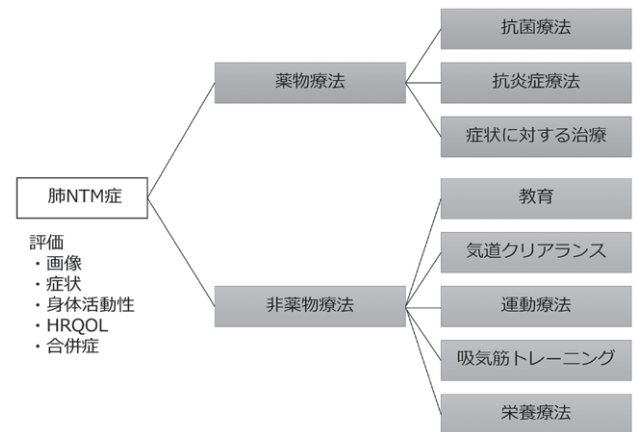 肺NTM症
評価
・画像
・症状
・身体活動性
・HRQOL
・合併症
薬物療法
抗菌療法
抗炎症療法
症状に対する治療
非薬物療法
教育
気道クリアランス
運動療法
吸気筋トレーニング
栄養療法